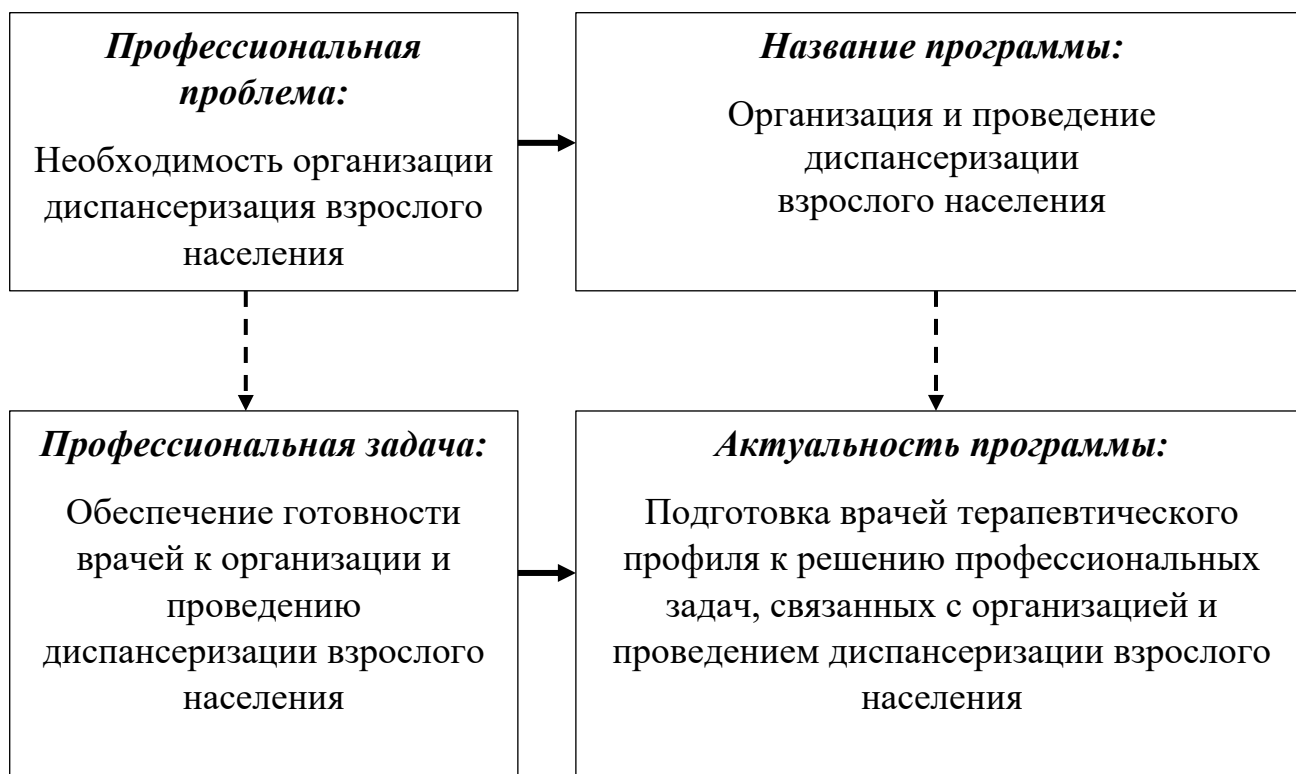 Профессиональная
проблема:
Необходимость организации
диспансеризация взрослого
населения
Название программы:
Организация и проведение
диспансеризации
взрослого населения
Профессиональная задача:
Обеспечение готовности
врачей к организации и
проведению
диспансеризации взрослого
населения
Актуальность программы:
Подготовка врачей терапевтического
профиля к решению профессиональных
задач, связанных с организацией и
проведением диспансеризации взрослого
населения